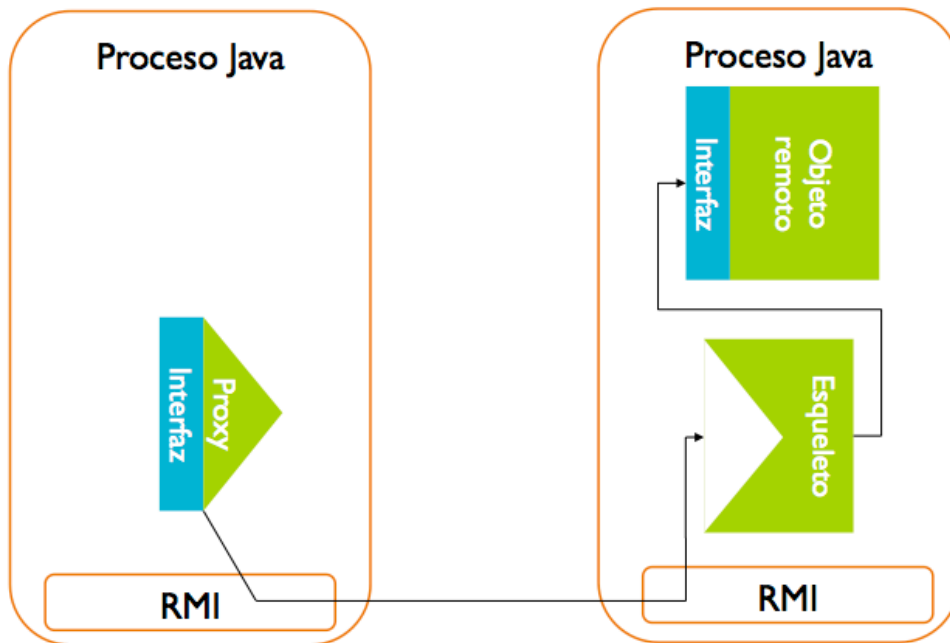 Proceso Java
Interfaz
Proxy
RMI
Proceso Java
Interfaz
Objeto
remoto
Esqueleto
RMI